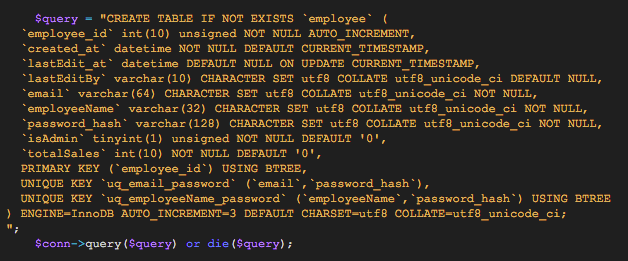 $query = "CREATE TABLE IF NOT EXISTS `employee` (
`employee_id` int(10) unsigned NOT NULL AUTO_INCREMENT,
`created_at` datetime NOT NULL DEFAULT CURRENT_TIMESTAMP,
`lastEdit_at` datetime DEFAULT NULL ON UPDATE CURRENT_TIMESTAMP,
`lastEditBy` varchar(10) CHARACTER SET utf8 COLLATE utf8_unicode_ci DEFAULT NULL,
`email` varchar(64) CHARACTER SET utf8 COLLATE utf8_unicode_ci NOT NULL,
`employeeName` varchar(32) CHARACTER SET utf8 COLLATE utf8_unicode_ci NOT NULL,
`password_hash` varchar(128) CHARACTER SET utf8 COLLATE utf8_unicode_ci NOT NULL,
`isAdmin` tinyint(1) unsigned NOT NULL DEFAULT '0',
`totalSales` int(10) NOT NULL DEFAULT '0',
PRIMARY KEY (`employee_id`) USING BTREE,
UNIQUE KEY `uq_email_password` (`email`,`password_hash`),
UNIQUE KEY `uq_employeeName_password` (`employeeName`,`password_hash`) USING BTREE
) ENGINE=InnoDB AUTO_INCREMENT=3 DEFAULT CHARSET=utf8 COLLATE=utf8_unicode_ci;
";
$conn->query($query) or die($query);